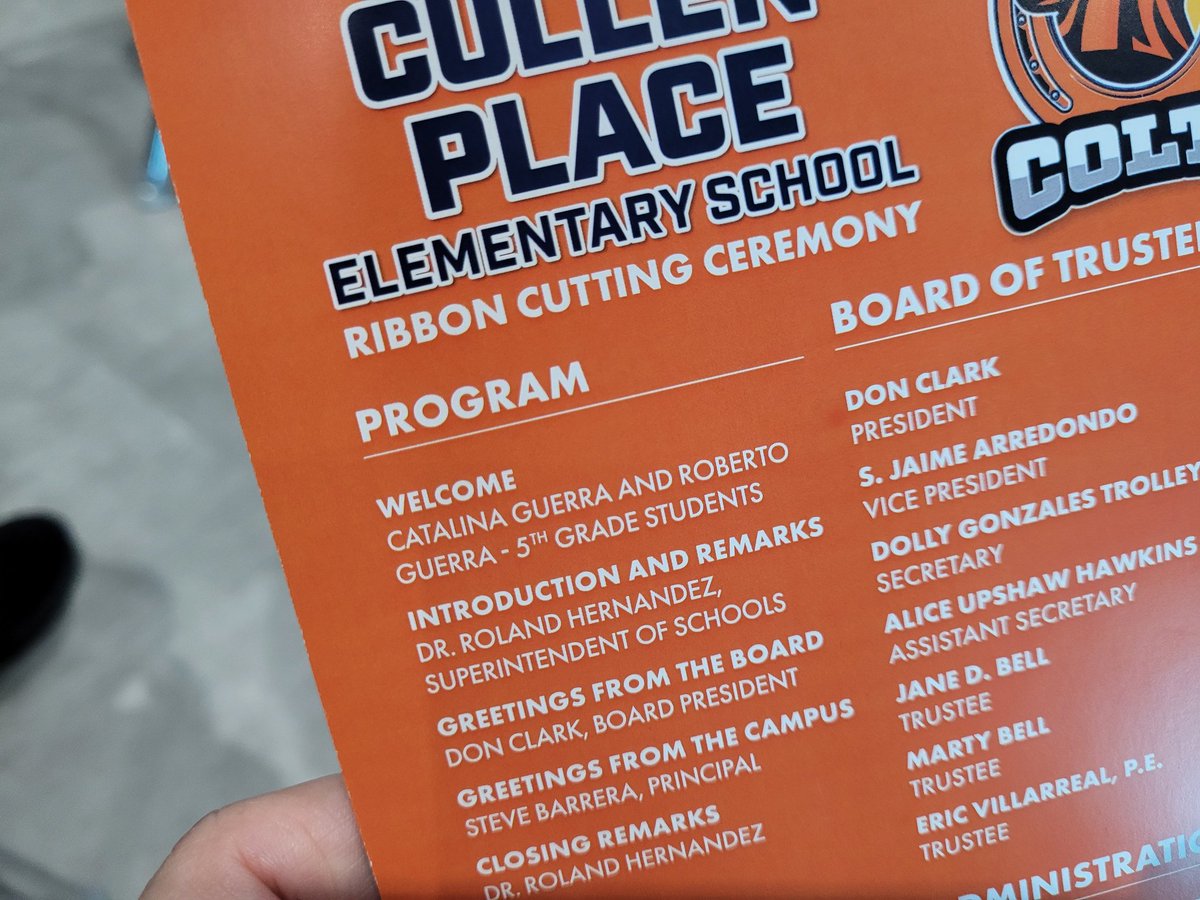 CULLEN
PLACE
ELEMENTARY SCHOOL
RIBBON CUTTING CEREMONY
PROGRAM
WELCOME
CATALINA GUERRA AND ROBERTO
GUERRA - 5TH GRADE STUDENTS
INTRODUCTION AND REMARKS
DR. ROLAND HERNANDEZ,
SUPERINTENDENT OF SCHOOLS
GREETINGS FROM THE BOARD
DON CLARK, BOARD PRESIDENT
GREETINGS FROM THE CAMPUS
STEVE BARRERA, PRINCIPAL
CLOSING REMARKS
DR. ROLAND HERNANDEZ
COLT
BOARD OF TRUSTEE
DON CLARK
PRESIDENT
S. JAIME ARREDONDO
VICE PRESIDENT
DOLLY GONZALES TROLLEY
SECRETARY
ALICE UPSHAW HAWKINS
ASSISTANT SECRETARY
JANE D. BELL
TRUSTEE
MARTY BELL
TRUSTEE
ERIC VILLARREAL, P.E.
TRUSTEE
DMINISTRATIO